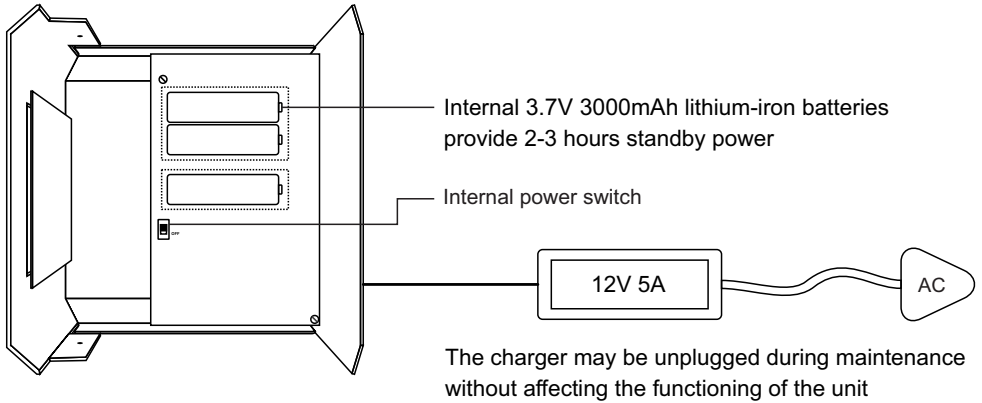 Internal 3.7V 3000mAh lithium-iron batteries
provide 2-3 hours standby power
Internal power switch
OFF
12V 5A
AC
The charger may be unplugged during maintenance
without affecting the functioning of the unit